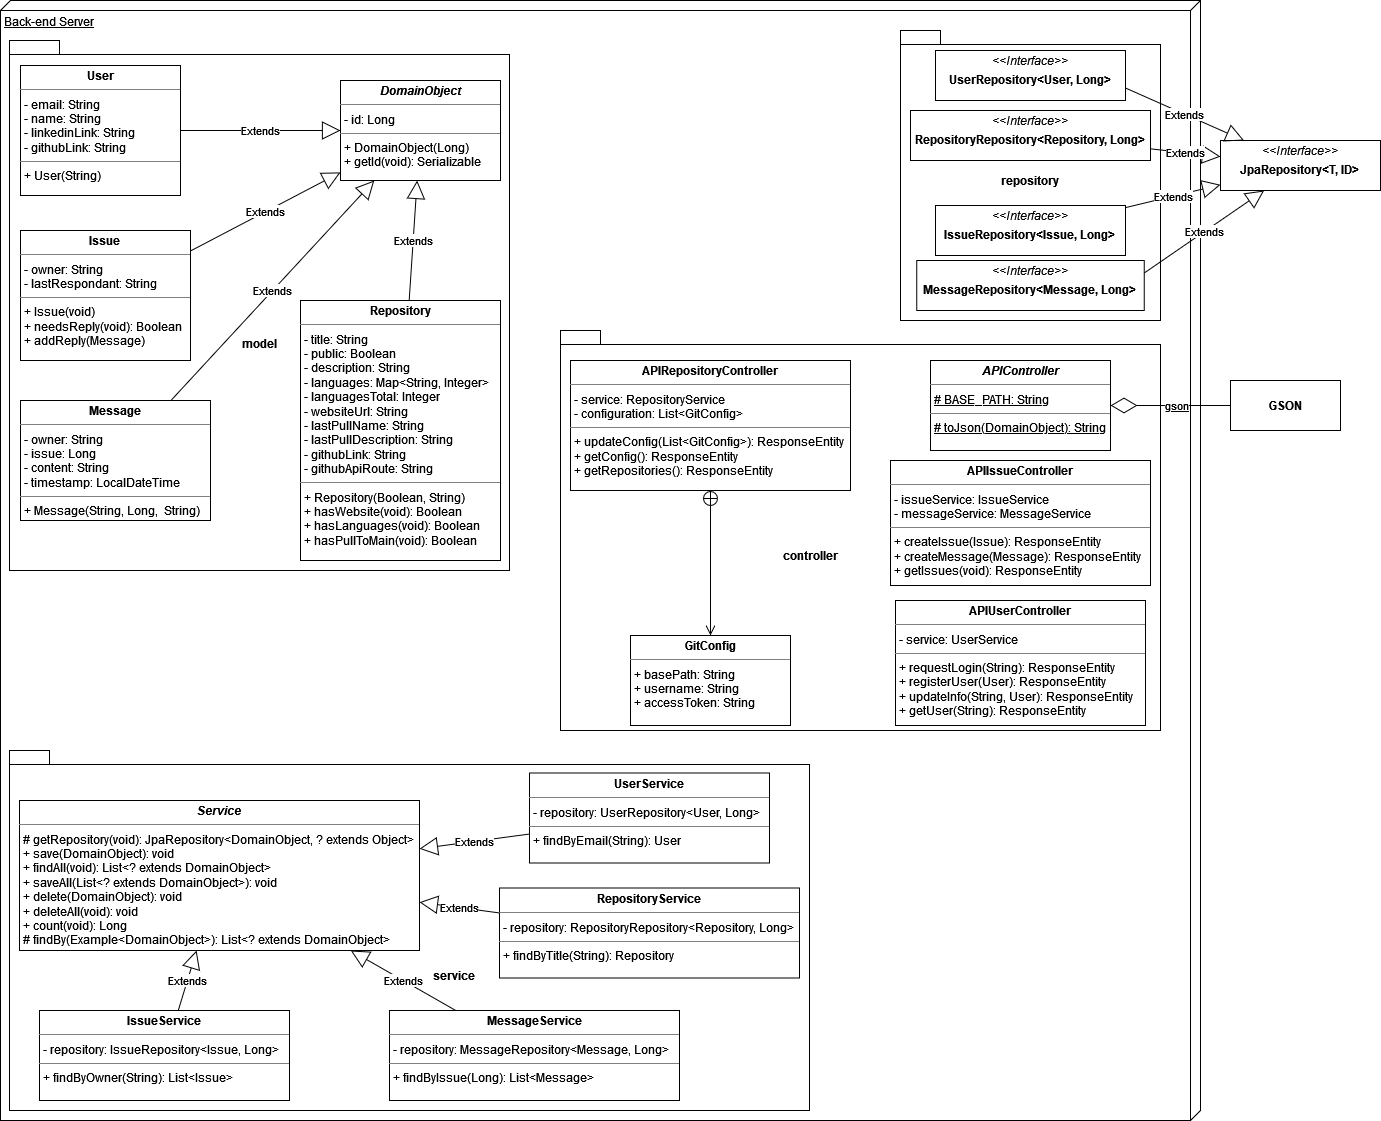 Back-end Server
User
- email: String
- name: String
- linkedinLink: String
- githubLink: String
+ User(String)
Extends
DomainObject
- id: Long
+ DomainObject(Long)
+ getId(void): Serializable
Issue
- owner: String
- lastRespondant: String
+ Issue(void)
+ needsReply(void): Boolean
+ addReply(Message)
Extends
Extends
Extends
model
Message
- owner: String
- issue: Long
- content: String
- timestamp: LocalDateTime
+ Message(String, Long,  String)
Repository
- title: String
- public: Boolean
- description: String
- languages: Map<String, Integer>
- languagesTotal: Integer
- websiteUrl: String
- lastPullName: String
- lastPullDescription: String
- githubLink: String
- githubApiRoute: String
+ Repository(Boolean, String)
+ hasWebsite(void): Boolean
+ hasLanguages(void): Boolean
+ hasPullToMain(void): Boolean
<<Interface>>
UserRepository<User, Long>
<<Interface>>
RepositoryRepository<Repository, Long>
repository
<<Interface>>
IssueRepository<Issue, Long>
<<Interface>>
MessageRepository<Message, Long>
Extends
Extends
Extends
Extends
<<Interface>>
JpaRepository<T, ID>
APIRepositoryController
- service: RepositoryService
- configuration: List<GitConfig>
+ updateConfig(List<GitConfig>): ResponseEntity
+ getConfig(): ResponseEntity
+ getRepositories(): ResponseEntity
controller
GitConfig
+ basePath: String
+ username: String
+ accessToken: String
APIController
# BASE_PATH: String
# toJson(DomainObject): String
gson
GSON
APIIssueController
- issueService: IssueService
- messageService: MessageService
+ createIssue(Issue): ResponseEntity
+ createMessage(Message): ResponseEntity
+ getIssues(void): ResponseEntity
APIUserController
- service: UserService
+ requestLogin(String): ResponseEntity
+ registerUser(User): ResponseEntity
+ updateInfo(String, User): ResponseEntity
+ getUser(String): ResponseEntity
Service
# getRepository(void): JpaRepository<DomainObject, ? extends Object>
+ save(DomainObject): void
+ findAll(void): List<? extends DomainObject>
+ saveAll(List<? extends DomainObject>): void
+ delete(DomainObject): void
+ deleteAll(void): void
+ count(void): Long
# findBy(Example<DomainObject>): List<? extends DomainObject>
Extends
UserService
- repository: UserRepository<User, Long>
+ findByEmail(String): User
Extends
RepositoryService
- repository: RepositoryRepository<Repository, Long>
+ findByTitle(String): Repository
Extends
Extends
service
IssueService
- repository: IssueRepository<Issue, Long>
+ findByOwner(String): List<Issue>
MessageService
- repository: MessageRepository<Message, Long>
+ findByIssue(Long): List<Message>